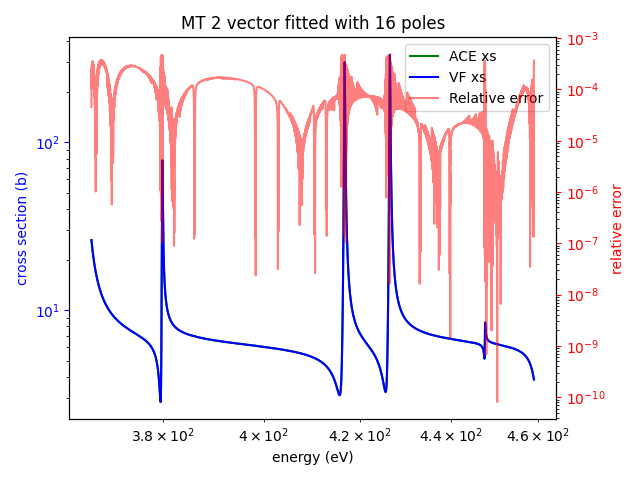 MT 2 vector fitted with 16 poles
ACE xs
VF xs
Relative error
cross section (b)
10²
10¹
relative error
10⁻³
10⁻⁴
10⁻⁵
10⁻⁶
10⁻⁷
10⁻⁸
10⁻⁹
10⁻¹⁰
3.8 × 10² 4 × 10² 4.2 × 10² 4.4 × 10² 4.6 × 10²
energy (eV)